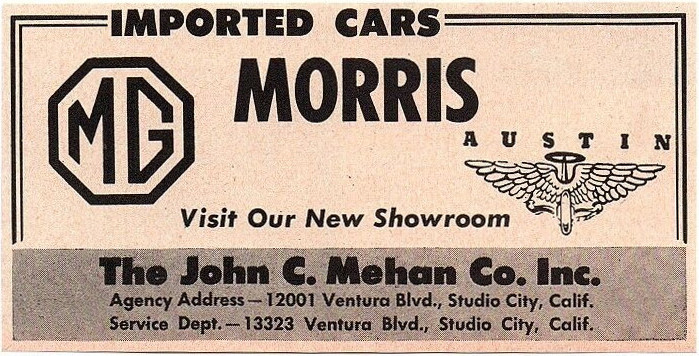 IMPORTED CARS
MG
MORRIS
AUSTIN
Visit Our New Showroom
The John C. Mehan Co. Inc.
Agency Address — 12001 Ventura Blvd., Studio City, Calif.
Service Dept. — 13323 Ventura Blvd., Studio City, Calif.